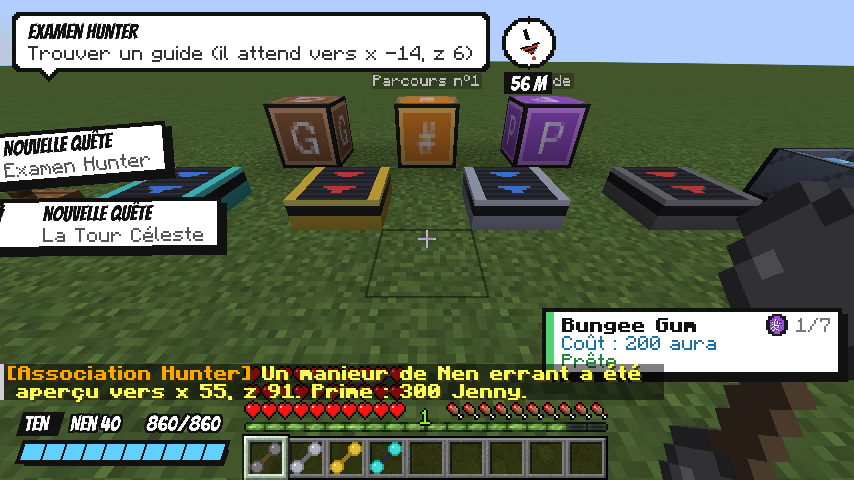 EXAMEN HUNTER
Trouver un guide (il attend vers x -14, z 6)
Parcours n°1
56 M
de
G
G
#
P
P
NOUVELLE QUÊTE
Examen Hunter
NOUVELLE QUÊTE
La Tour Céleste
Bungee Gum
1/7
Coût : 200 aura
Prête
[Association Hunter] Un manieur de Nen errant a été
aperçu vers x 55, z 91. Prime : 300 Jenny.
TEN
NEN 40
860/860
1